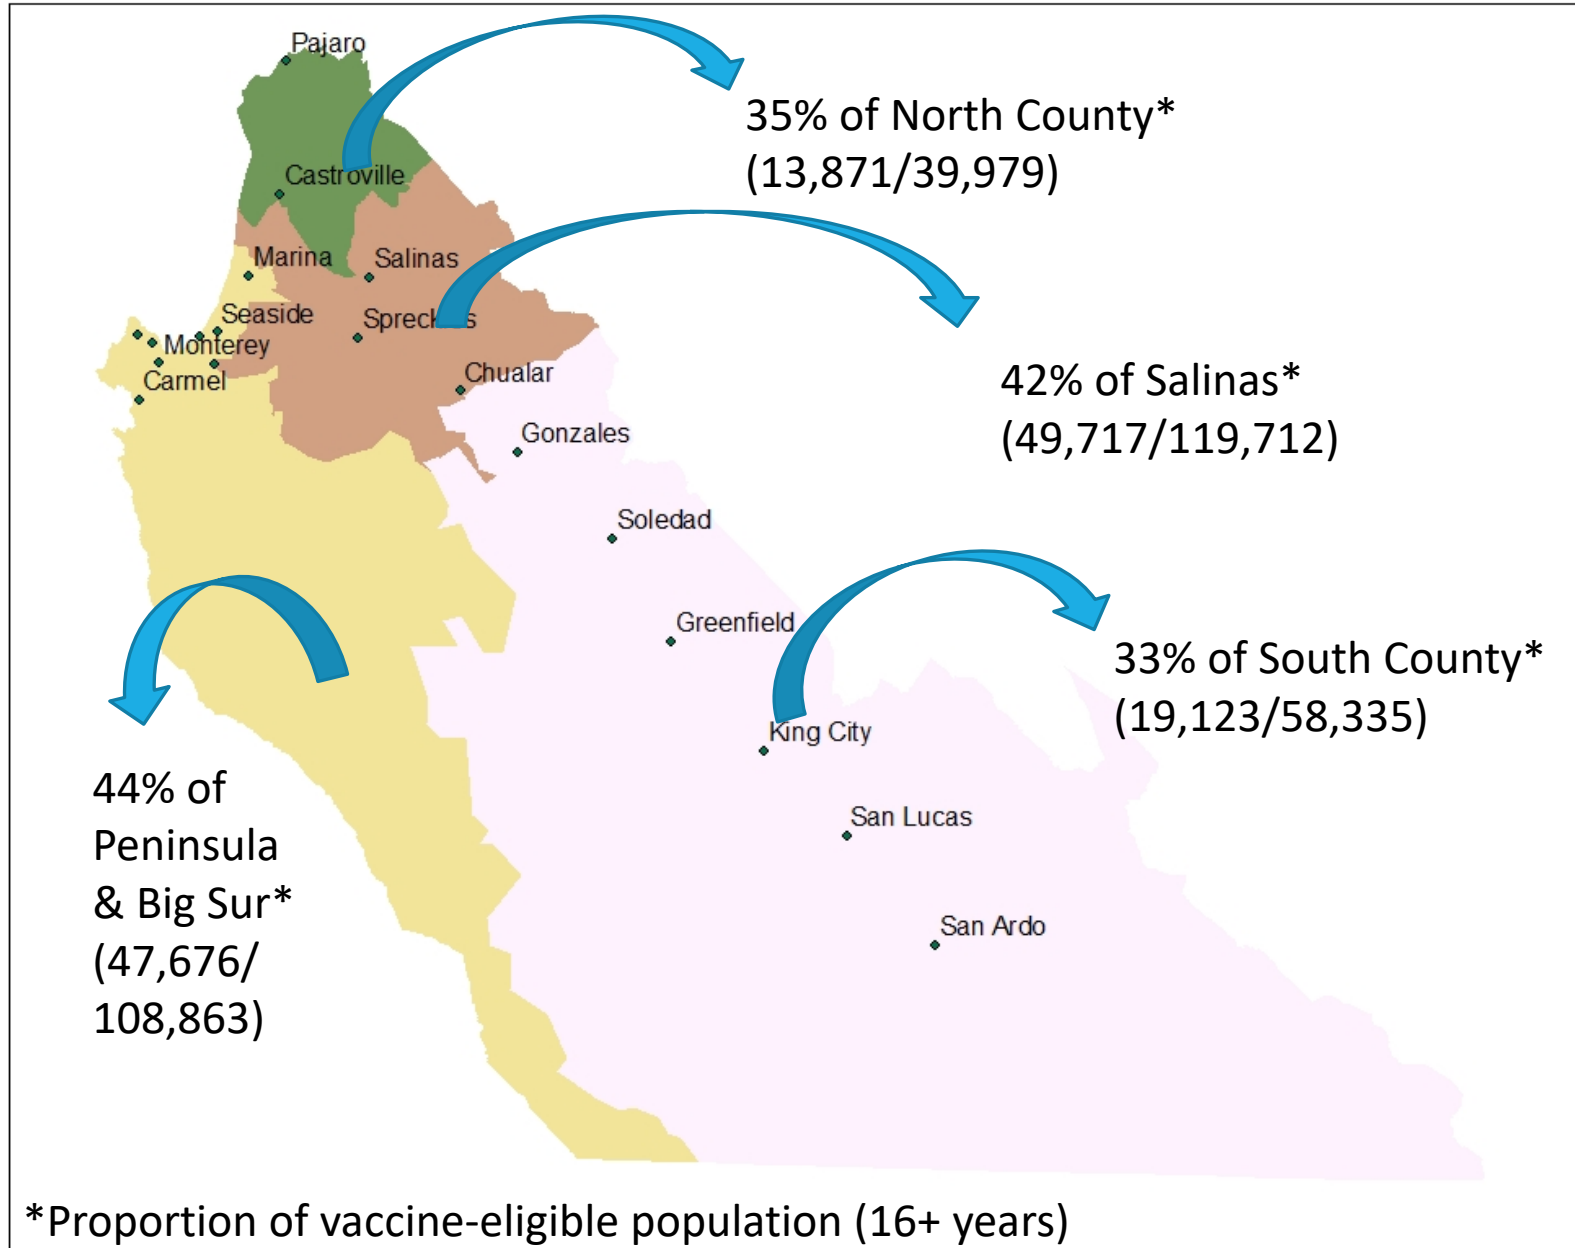 Pajaro
35% of North County*
(13,871/39,979)
Castroville
Marina
Salinas
Seaside
Spreckels
Monterey
Carmel
Chualar
42% of Salinas*
(49,717/119,712)
Gonzales
Soledad
Greenfield
33% of South County*
(19,123/58,335)
King City
44% of
Peninsula
& Big Sur*
(47,676/
108,863)
San Lucas
San Ardo
*Proportion of vaccine-eligible population (16+ years)